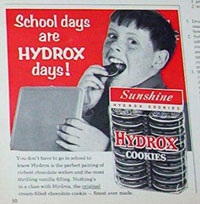 School days
are
HYDROX
days!
Sunshine
HYDROX COOKIES
HYDROX
COOKIES
You don't have to go to school to
know Hydrox is the perfect pairing of
richest chocolate wafers and the most
thrilling vanilla filling. Nothing's
in a class with Hydrox, the original
cream-filled chocolate cookie – finest ever made.